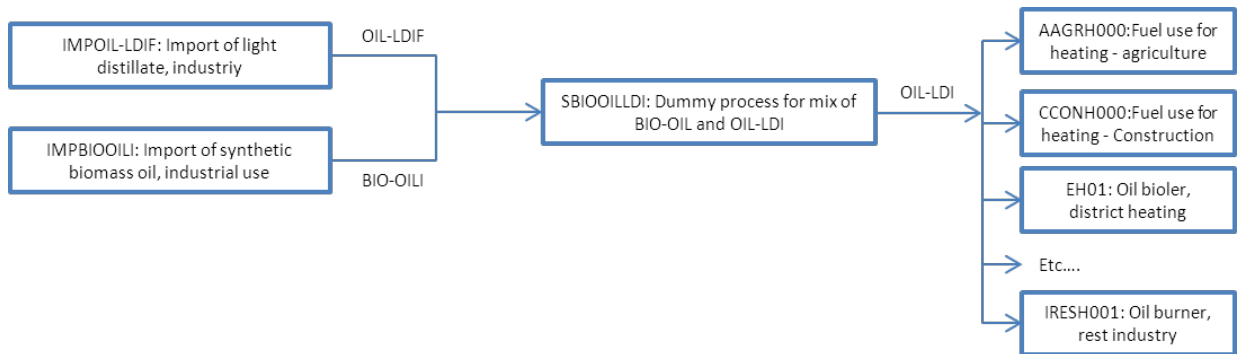 IMPOIL-LDIF: Import of light
distillate, industriy
OIL-LDIF
IMPBIOOILI: Import of synthetic
biomass oil, industrial use
BIO-OILI
SBIOOILLDI: Dummy process for mix of
BIO-OIL and OIL-LDI
OIL-LDI
AAGRH000:Fuel use for
heating - agriculture
CCONH000:Fuel use for
heating - Construction
EH01: Oil bioler,
district heating
Etc....
IRESH001: Oil burner,
rest industry